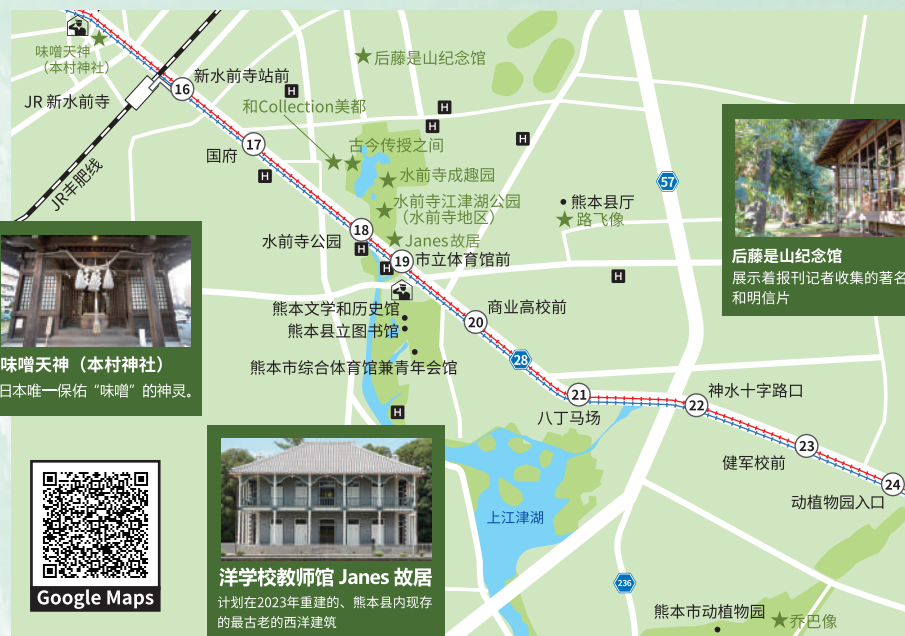 味噌天神
（本村神社）
16
新水前寺站前
JR 新水前寺
JR丰肥线
后藤是山纪念馆
H
和Collection美都
H
H
H
17
国府
H
古今传授之间
水前寺成趣园
水前寺江津湖公园
（水前寺地区）
57
熊本县厅
路飞像
18
水前寺公园
H
Janes故居
19
市立体育馆前
H
H
熊本文学和历史馆
熊本县立图书馆
20
商业高校前
熊本市综合体育馆兼青年会馆
28
21
八丁马场
22
神水十字路口
H
23
健军校前
24
动植物园入口
上江津湖
236
熊本市动植物园
乔巴像
后藤是山纪念馆
展示着报刊记者收集的著名
和明信片
味噌天神（本村神社）
日本唯一保佑“味噌”的神灵。
洋学校教师馆 Janes 故居
计划在2023年重建的、熊本县内现存
的最古老的西洋建筑
Google Maps